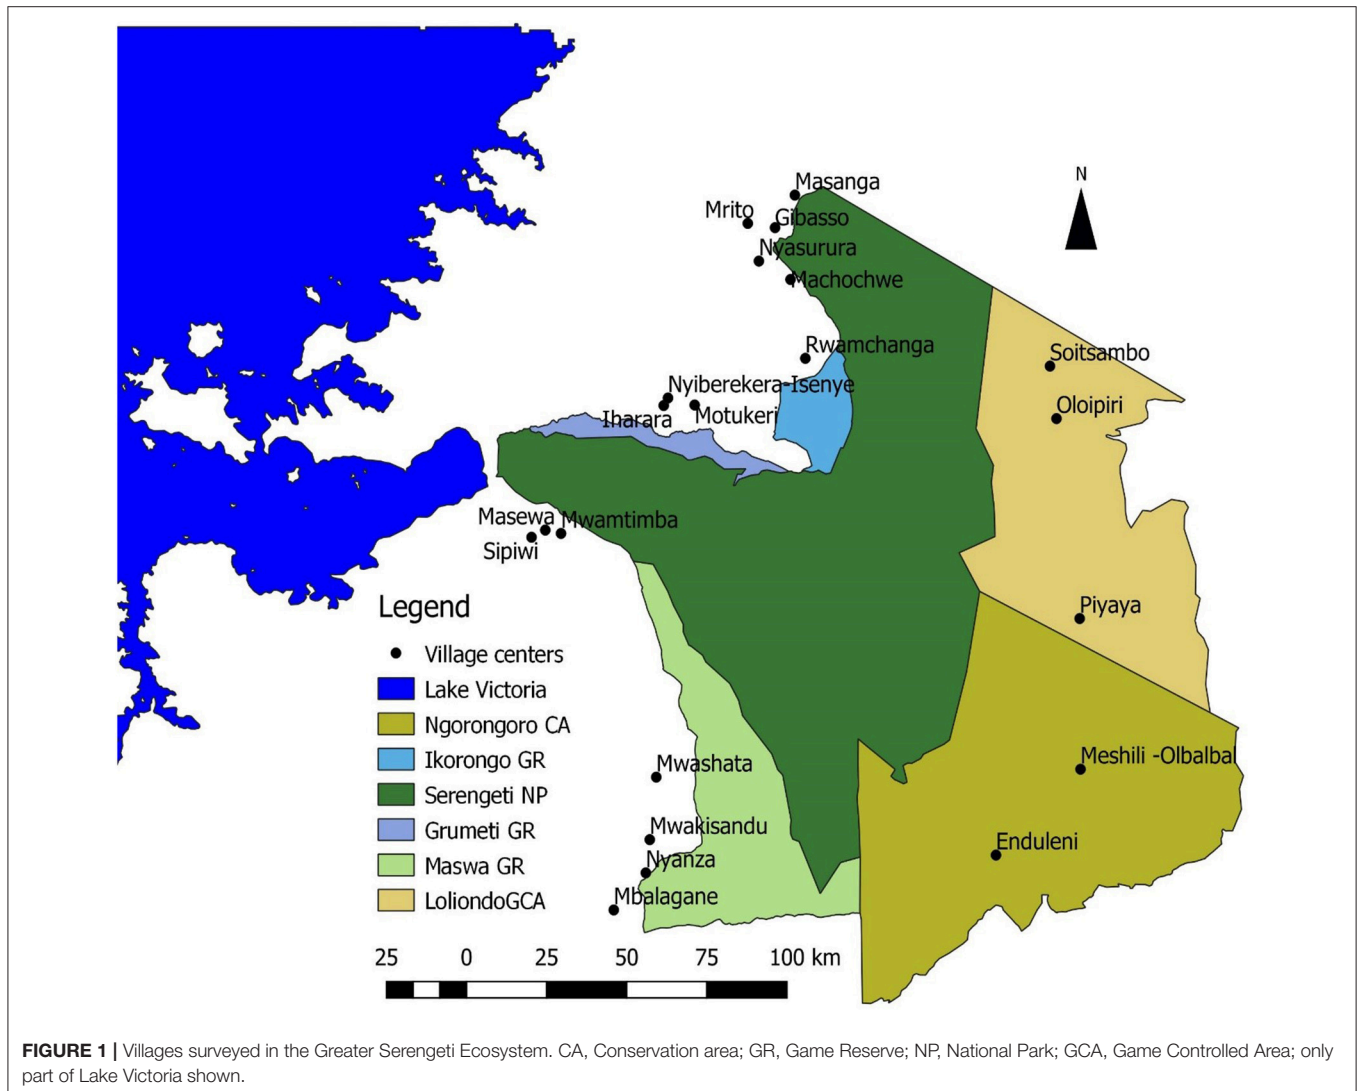 N
Masanga
Mrito
Gibasso
Nyasurura
Machochwe
Rwamchanga
Soitsambo
Nyiberekera-Isenye
Oloipiri
Iharara
Motukeri
Masewa
Mwamtimba
Sipiwi
Piyaya
Meshili -Olbalbal
Mwashata
Mwakisandu
Enduleni
Nyanza
Mbalagane
Legend
Village centers
Lake Victoria
Ngorongoro CA
Ikorongo GR
Serengeti NP
Grumeti GR
Maswa GR
LoliondoGCA
25 0 25 50 75 100 km
FIGURE 1 | Villages surveyed in the Greater Serengeti Ecosystem. CA, Conservation area; GR, Game Reserve; NP, National Park; GCA, Game Controlled Area; only
part of Lake Victoria shown.